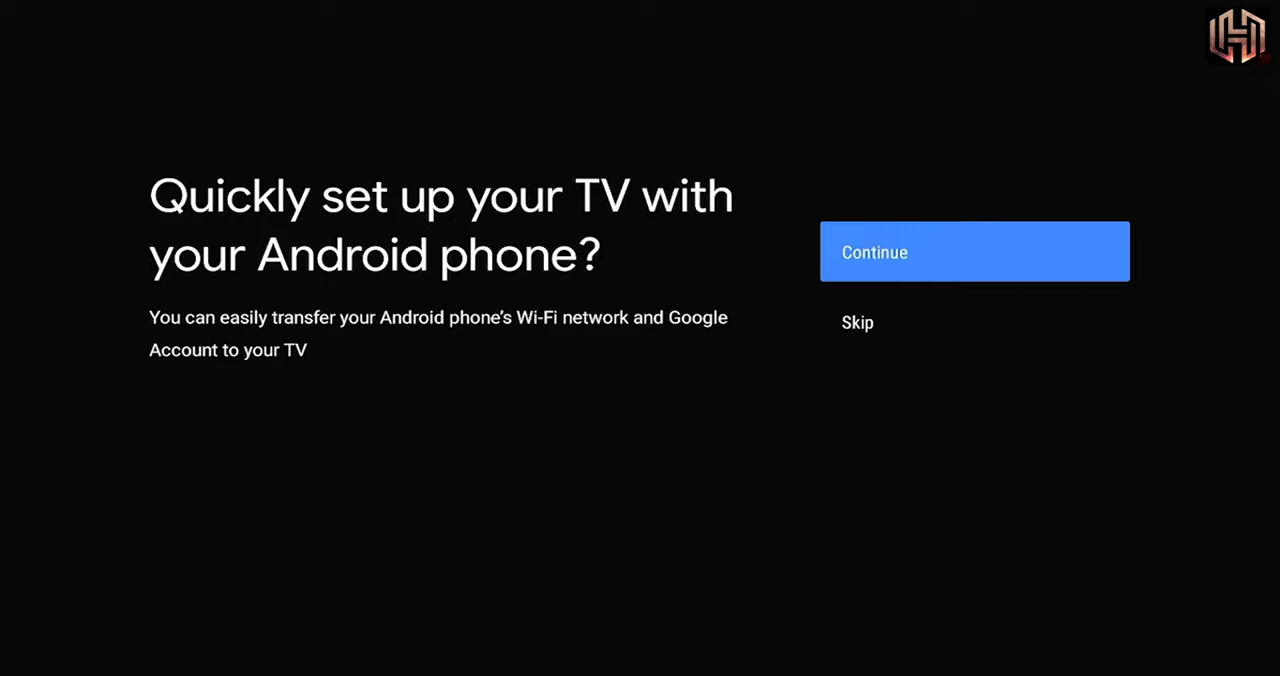 Quickly set up your TV with
your Android phone?
You can easily transfer your Android phone’s Wi-Fi network and Google
Account to your TV
Continue
Skip